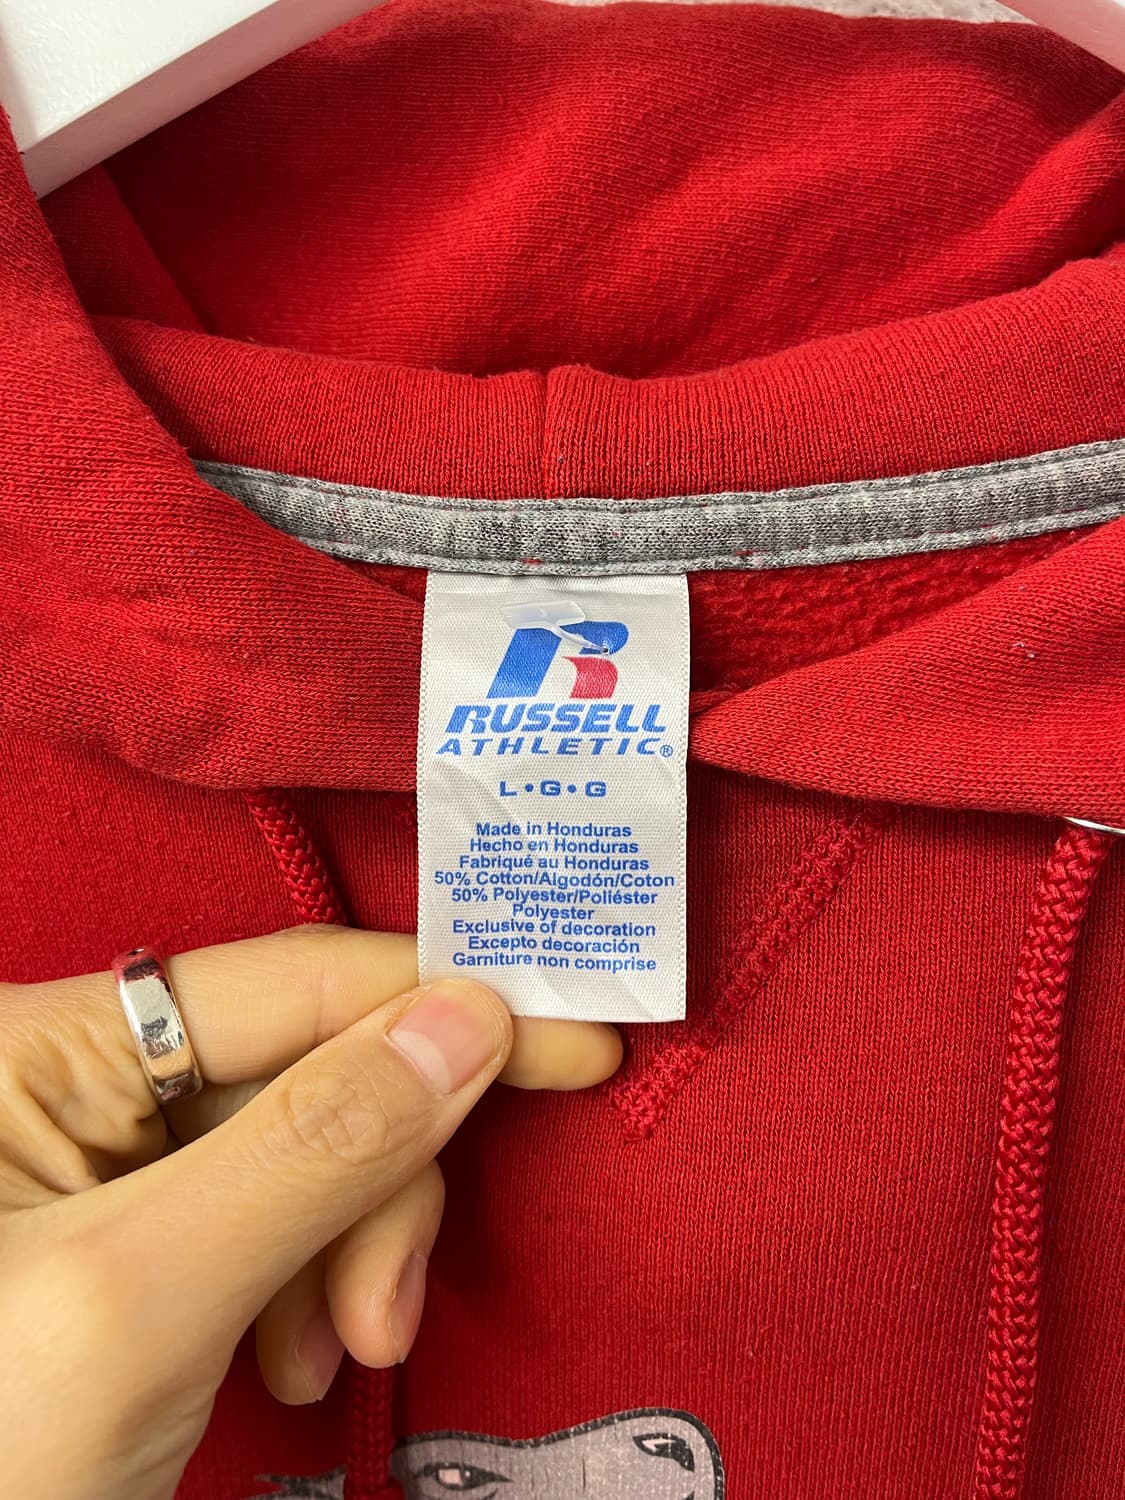 RUSSELL
ATHLETIC®
L•G•G
Made in Honduras
Hecho en Honduras
Fabriqué au Honduras
50% Cotton/Algodón/Coton
50% Polyester/Poliéster
Polyester
Exclusive of decoration
Excepto decoración
Garniture non comprise